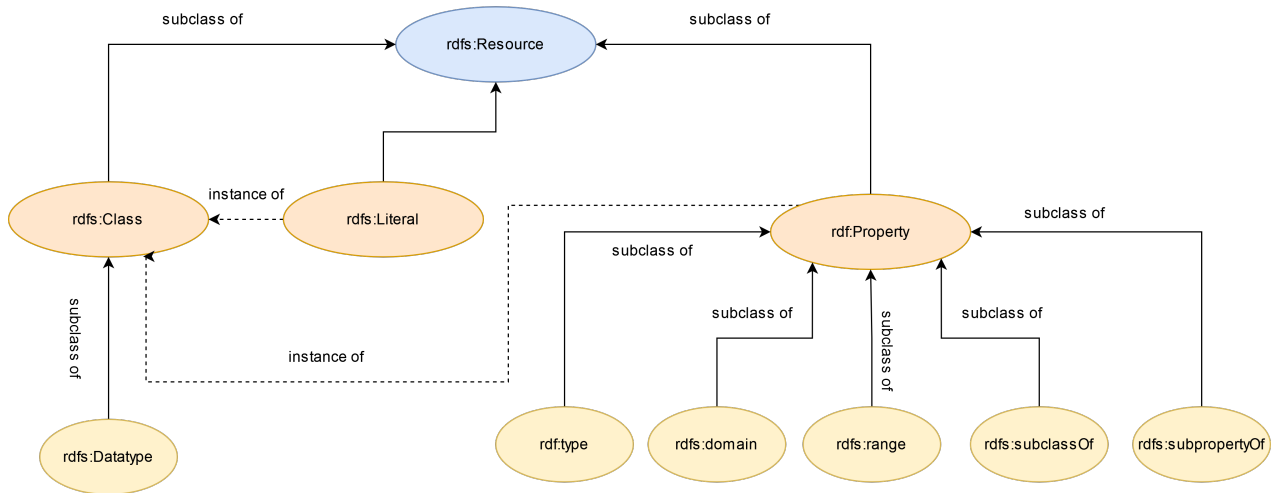 subclass of
subclass of
rdfs:Resource
instance of
rdfs:Class
rdfs:Literal
subclass of
rdf:Property
subclass of
subclass of
subclass of
subclass of
subclass of
instance of
rdfs:Datatype
rdf:type
rdfs:domain
rdfs:range
rdfs:subclassOf
rdfs:subpropertyOf